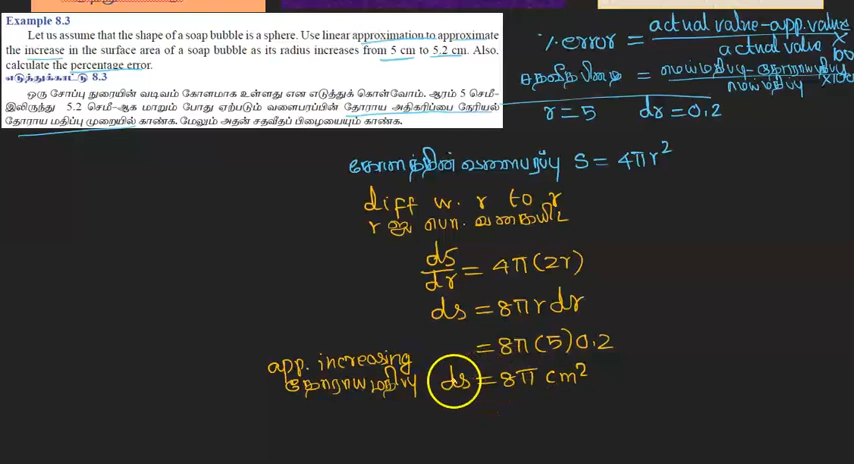 Example 8.3
Let us assume that the shape of a soap bubble is a sphere. Use linear approximation to approximate
the increase in the surface area of a soap bubble as its radius increases from 5 cm to 5.2 cm. Also,
calculate the percentage error.
எடுத்துக்காட்டு 8.3
ஒரு சோப்பு நுரையின் வடிவம் கோளமாக உள்ளது என எடுத்துக் கொள்வோம். ஆரம் 5 செமீ-
இலிருந்து 5.2 செமீ-ஆக மாறும் போது ஏற்படும் வளைபரப்பின் தோராய அதிகரிப்பை நேரியல்
தோராய மதிப்பு முறையில் காண்க. மேலும் அதன் சதவீதப் பிழையையும் காண்க.
% error = actual value - app. value / actual value × 100
சதவீத பிழை = மெய்மதிப்பு - தோராயமதிப்பு / மெய்மதிப்பு × 100
r = 5 dr = 0.2
கோளத்தின் வளைபரப்பு S = 4πr²
diff w. r to r
r ஐ பொ. வகையிட
ds/dr = 4π(2r)
ds = 8πr dr
= 8π(5)0.2
app. increasing
தோராயமதிப்பு ds = 8π cm²